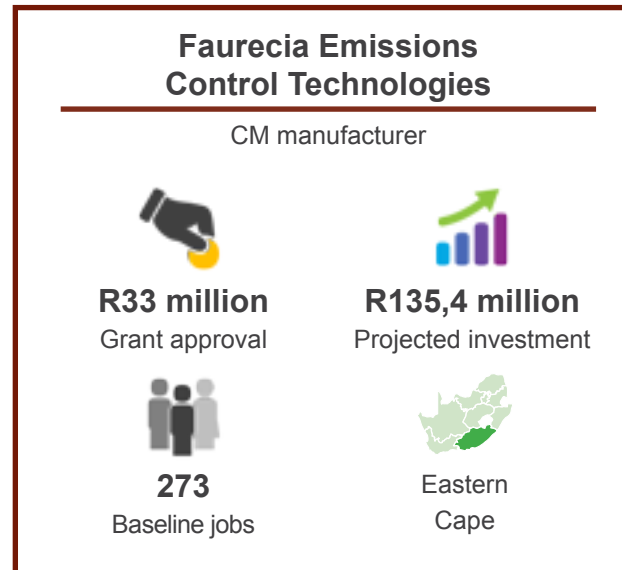 Faurecia Emissions
Control Technologies
CM manufacturer
R33 million
Grant approval
R135,4 million
Projected investment
273
Baseline jobs
Eastern
Cape